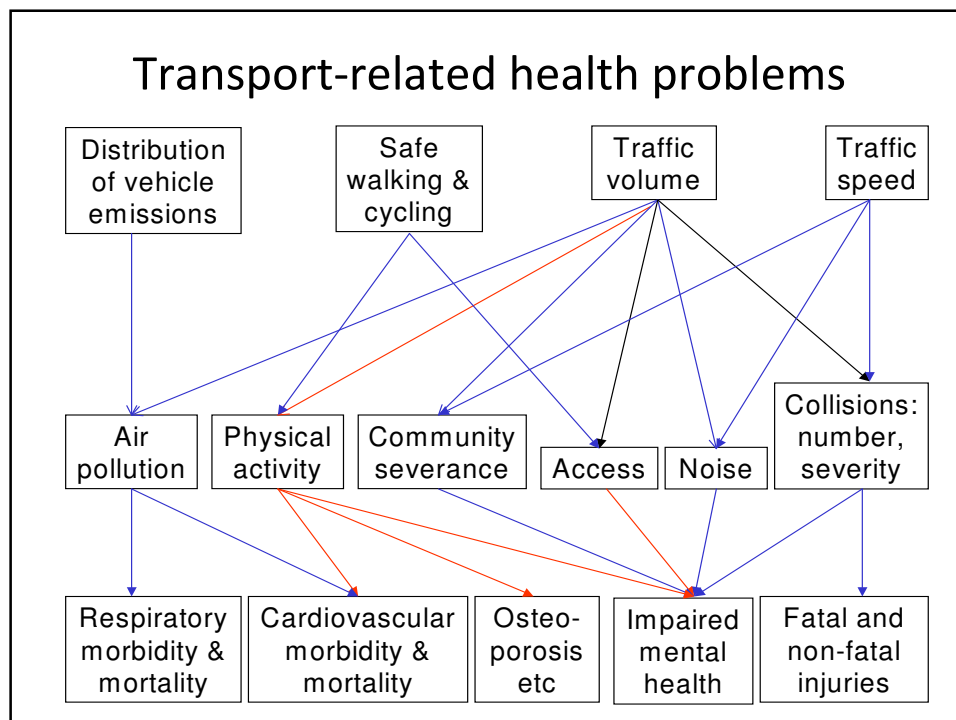 Transport-related health problems
Distribution
of vehicle
emissions
Safe
walking &
cycling
Traffic
volume
Traffic
speed
Air
pollution
Physical
activity
Community
severance
Access
Noise
Collisions:
number,
severity
Respiratory
morbidity &
mortality
Cardiovascular
morbidity &
mortality
Osteo-
porosis
etc
Impaired
mental
health
Fatal and
non-fatal
injuries